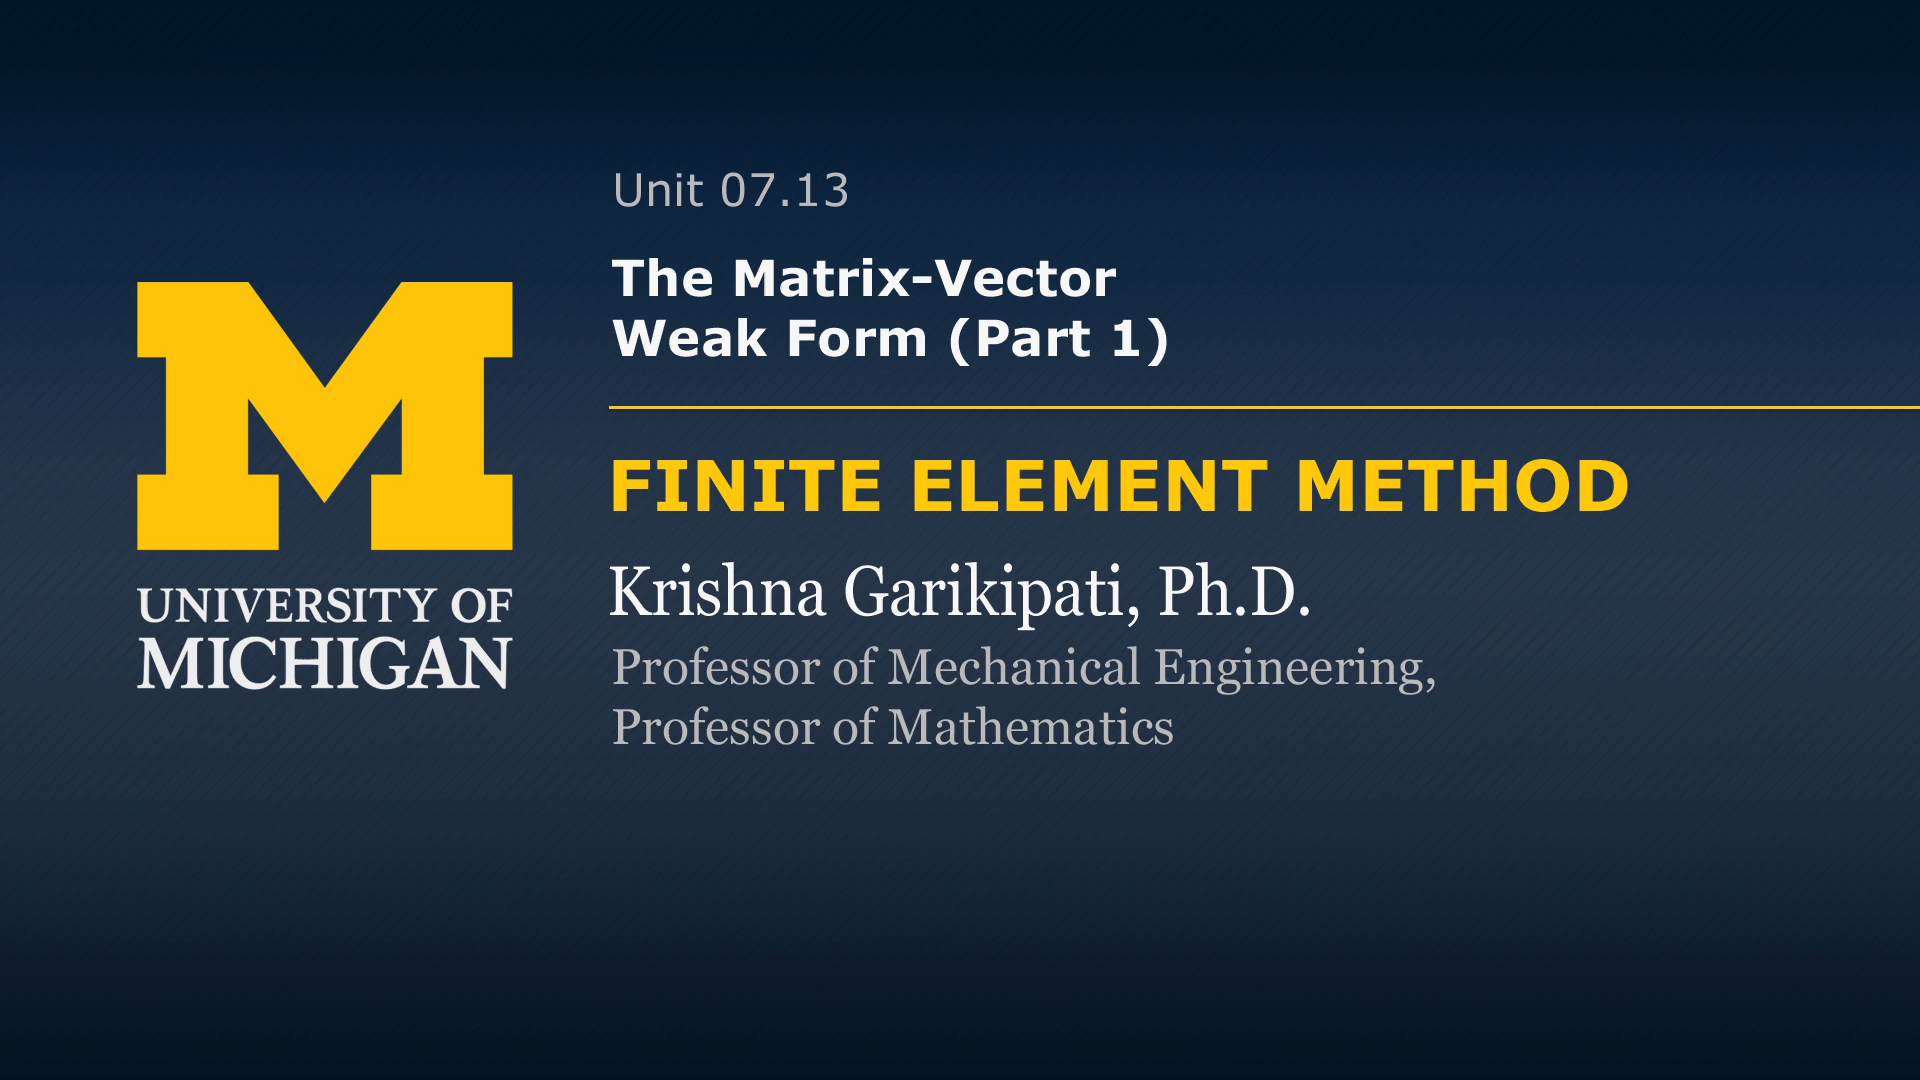 Unit 07.13
The Matrix-Vector
Weak Form (Part 1)
FINITE ELEMENT METHOD
Krishna Garikipati, Ph.D.
Professor of Mechanical Engineering,
Professor of Mathematics
M
UNIVERSITY OF
MICHIGAN